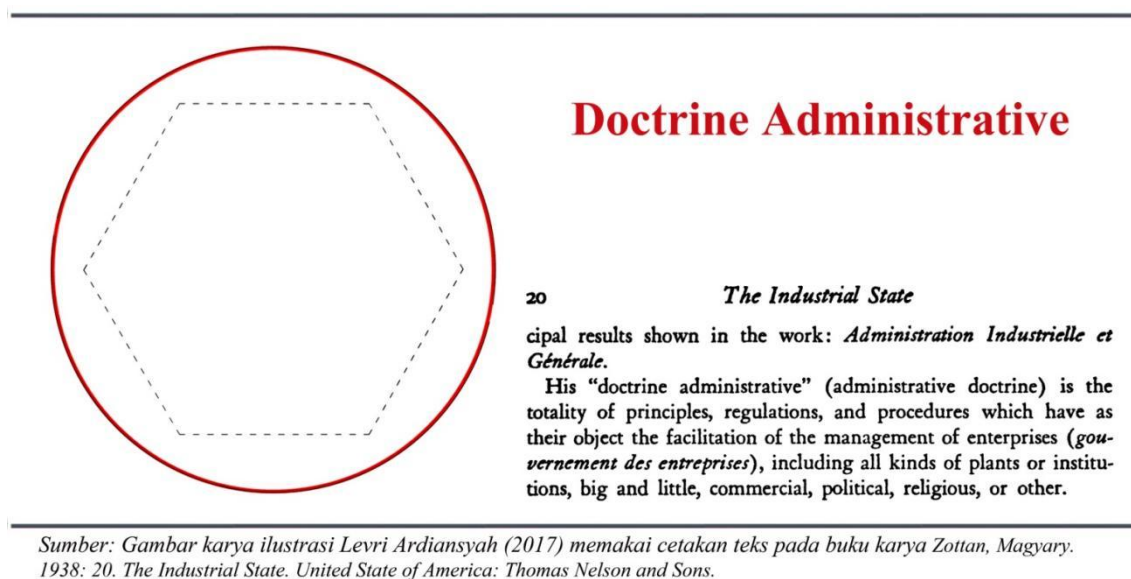 Doctrine Administrative
20 The Industrial State
cipal results shown in the work: Administration Industrielle et
Générale.
His “doctrine administrative” (administrative doctrine) is the
totality of principles, regulations, and procedures which have as
their object the facilitation of the management of enterprises (gou-
vernement des entreprises), including all kinds of plants or institu-
tions, big and little, commercial, political, religious, or other.
Sumber: Gambar karya ilustrasi Levri Ardiansyah (2017) memakai cetakan teks pada buku karya Zottan, Magyary.
1938: 20. The Industrial State. United State of America: Thomas Nelson and Sons.